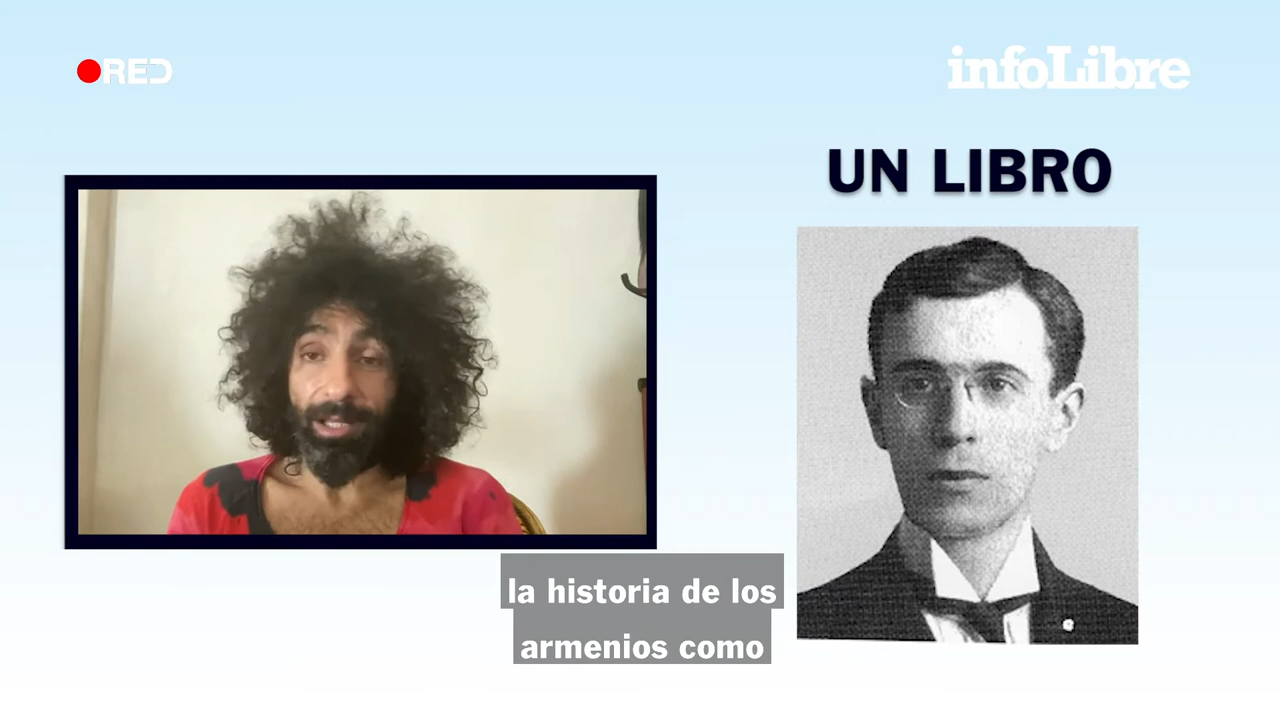 RED
infoLibre
UN LIBRO
la historia de los
armenios como